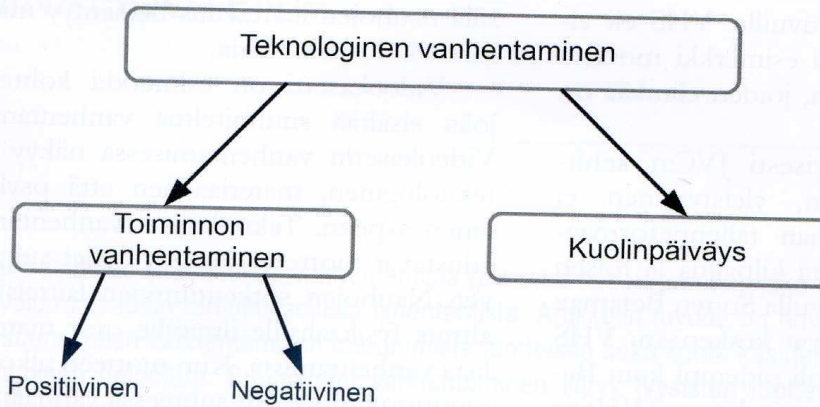 Teknologinen vanhentaminen
Toiminnon
vanhentaminen
Kuolinpäiväys
Positiivinen
Negatiivinen